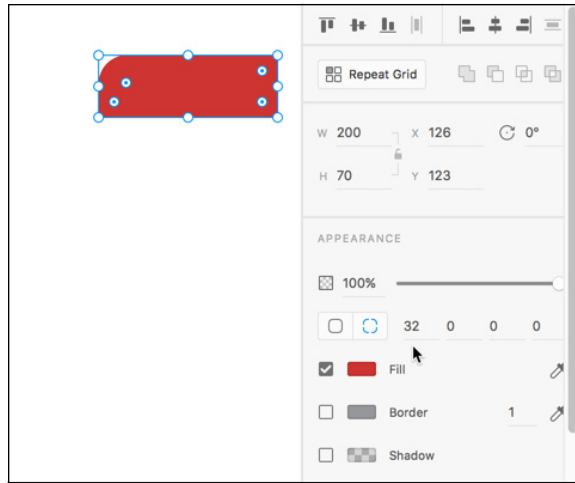 Repeat Grid
W 200 X 126 0°
H 70 Y 123
APPEARANCE
100%
32 0 0 0
Fill
Border 1
Shadow